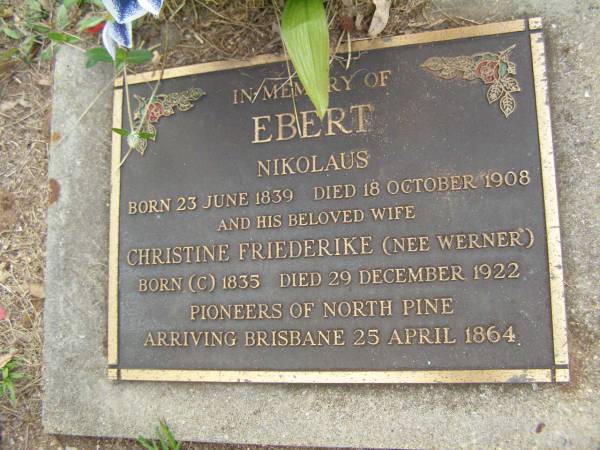 IN MEMORY OF
EBERT
NIKOLAUS
BORN 23 JUNE 1839 DIED 18 OCTOBER 1908
AND HIS BELOVED WIFE
CHRISTINE FRIEDERIKE (NEE WERNER)
BORN (C) 1835 DIED 29 DECEMBER 1922
PIONEERS OF NORTH PINE
ARRIVING BRISBANE 25 APRIL 1864